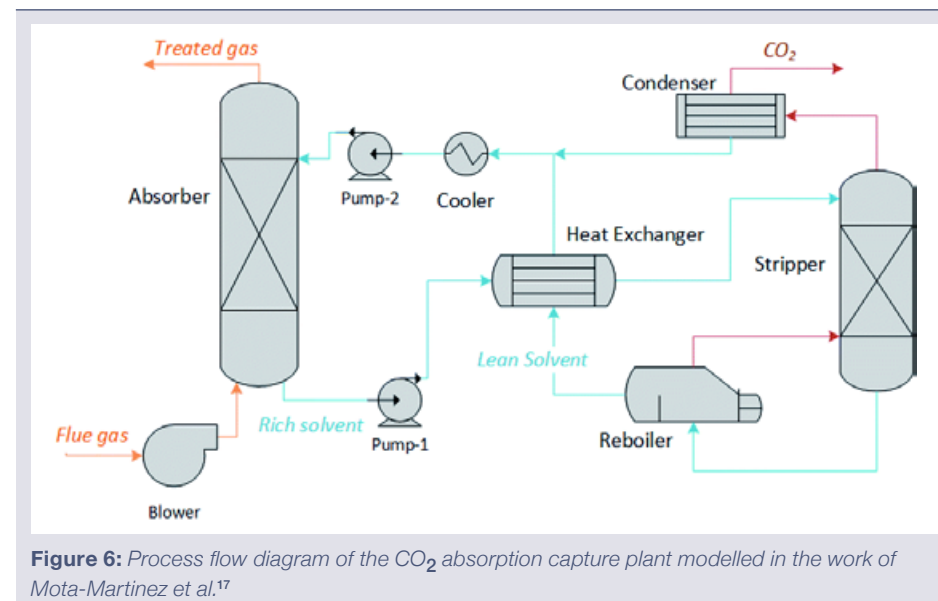 Treated gas
CO₂
Condenser
Absorber
Pump-2
Cooler
Heat Exchanger
Stripper
Lean Solvent
Rich solvent
Reboiler
Flue gas
Pump-1
Blower
Figure 6: Process flow diagram of the CO₂ absorption capture plant modelled in the work of
Mota-Martinez et al.¹⁷